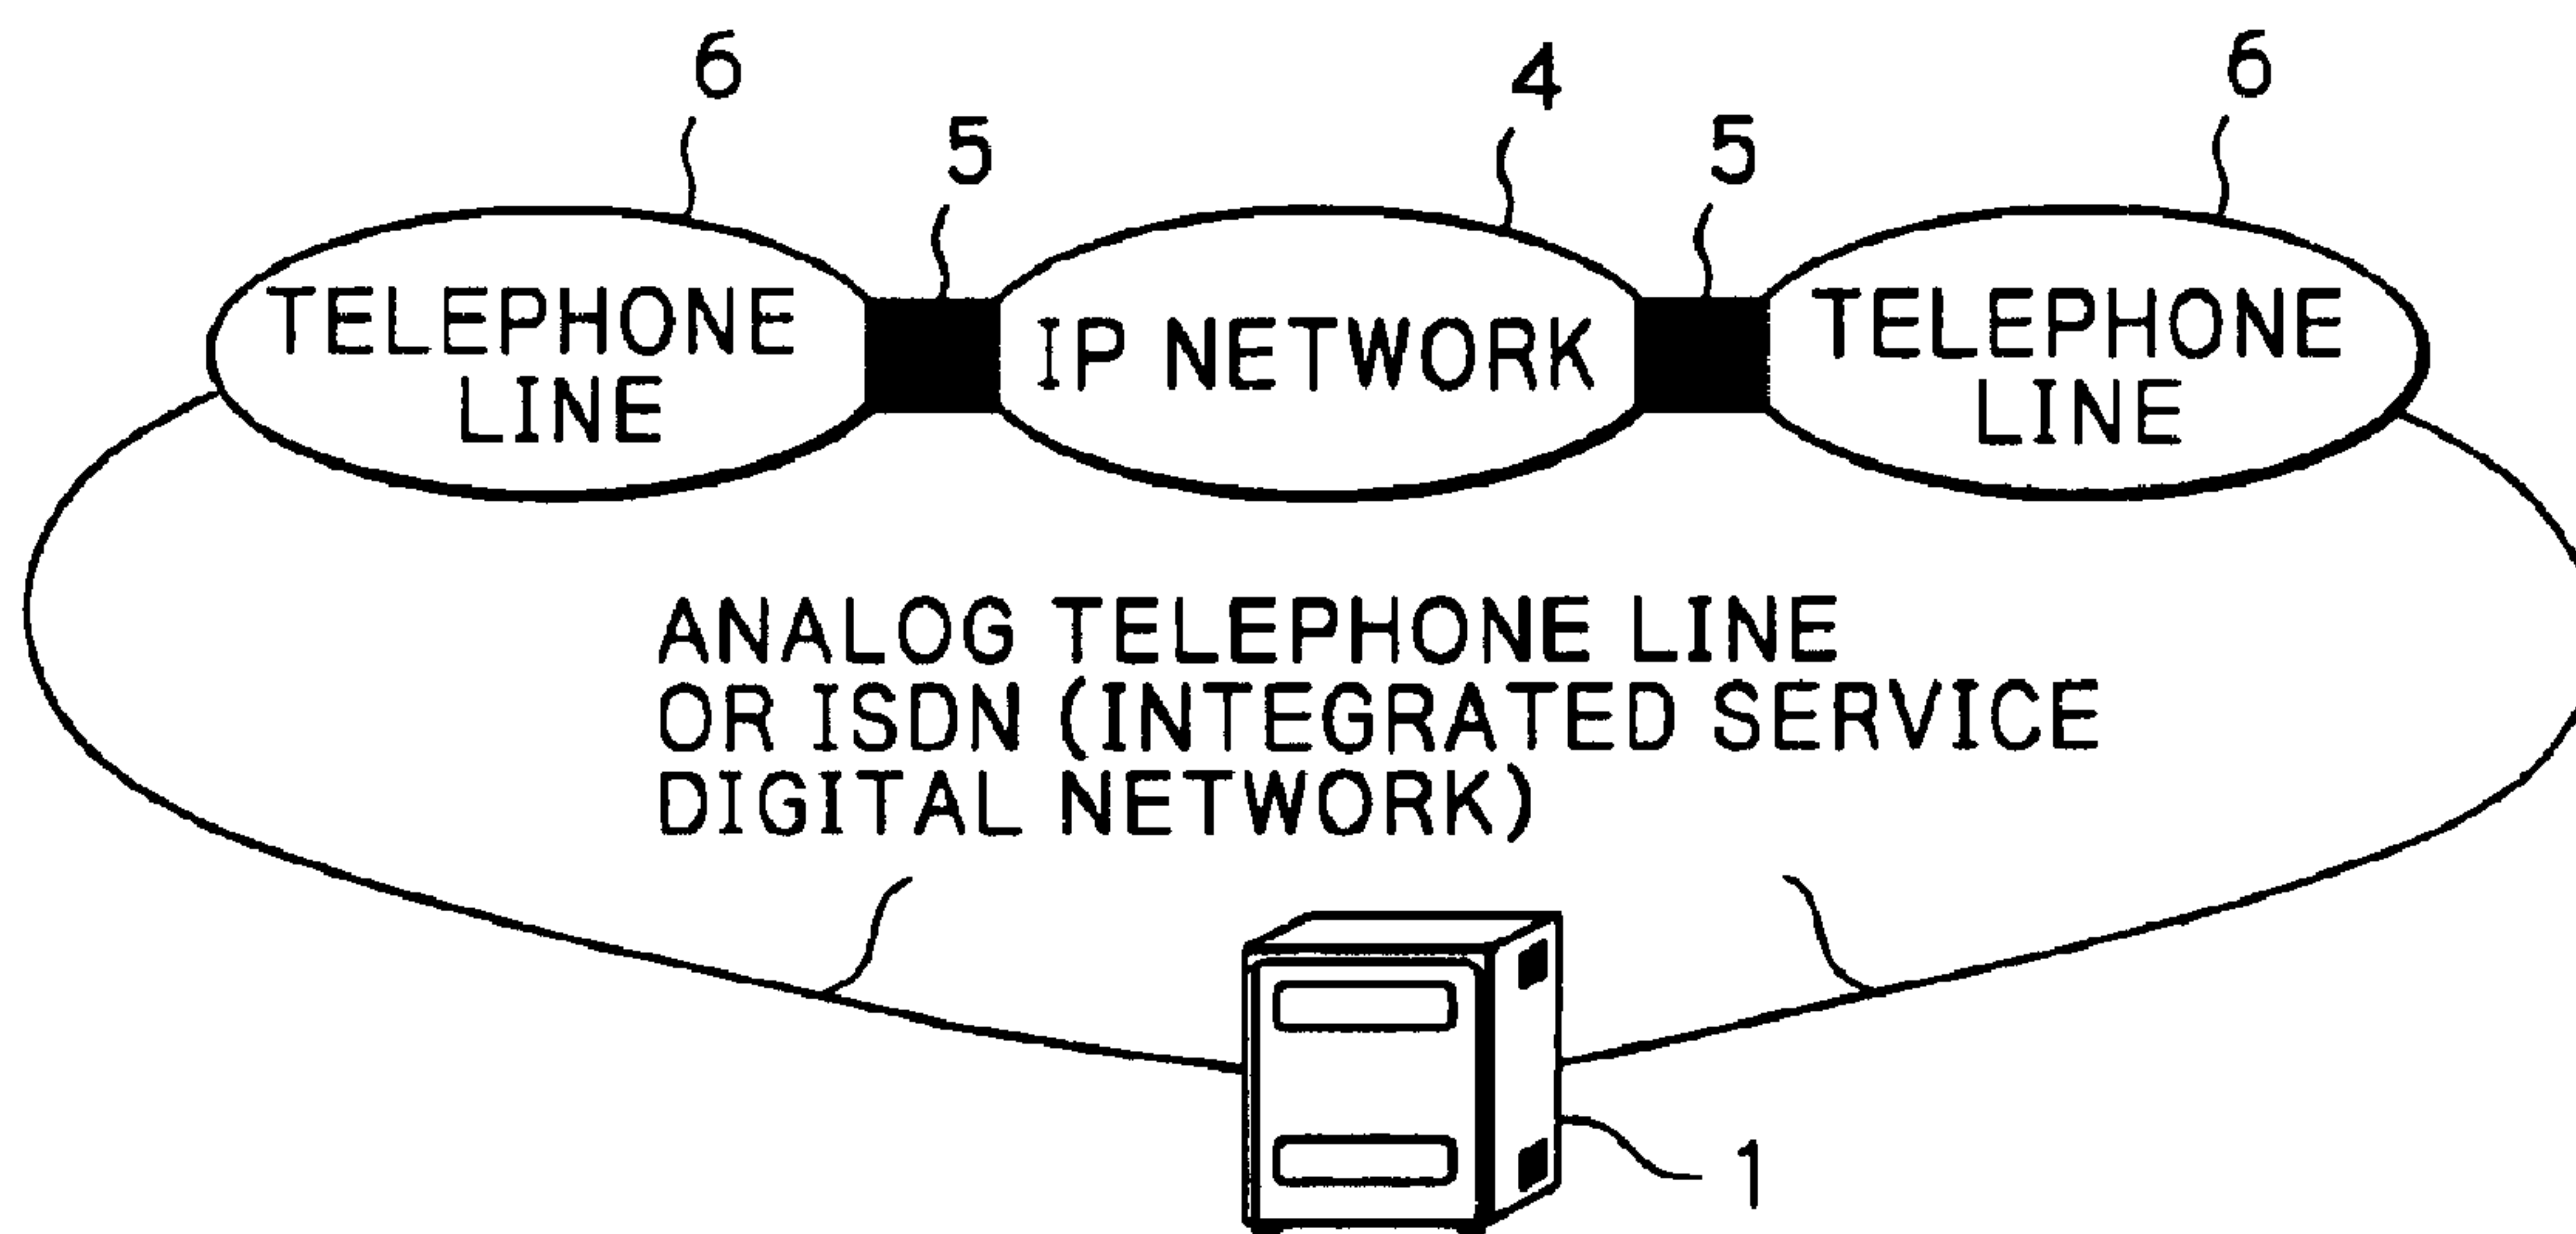 6
4
6
5
5
TELEPHONE
LINE
IP NETWORK
TELEPHONE
LINE
ANALOG TELEPHONE LINE
OR ISDN (INTEGRATED SERVICE
DIGITAL NETWORK)
1